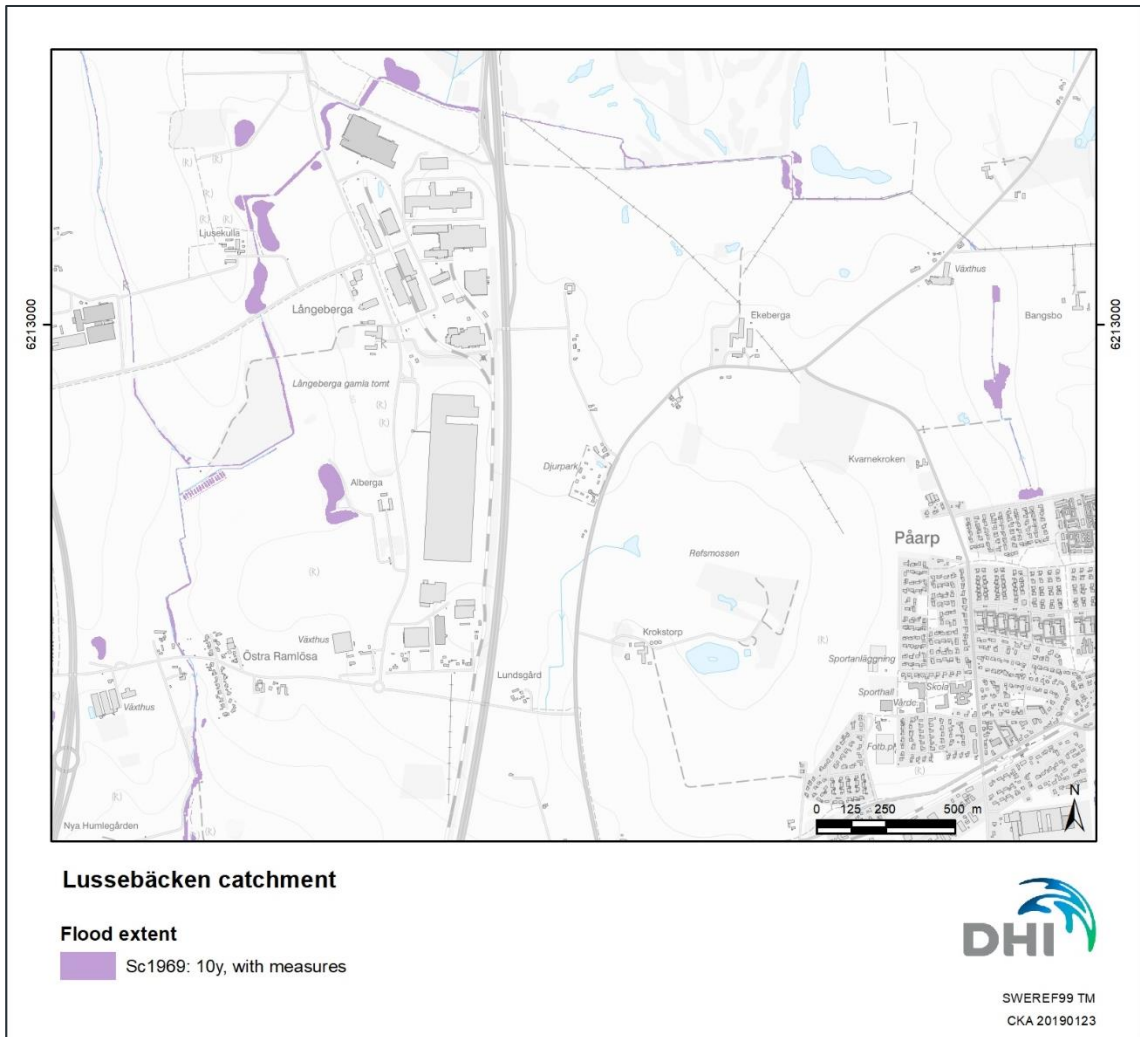 (R)
(R)
(R)
(R)
Ljusekulla
R
Långeberga
Växthus
Bangsbo
Ekeberga
6213000
6213000
Långeberga gamla tomt
(R)
(R)
Alberga
Djurpark
Kvarnekroken
Påarp
Refsmossen
(R)
Växthus
Östra Ramlösa
Krokstorp
(R)
Sportanläggning
Lundsgård
Sporthall
Skola
Vårdc
Växthus
Fotb.pl
(R)
(R)
Nya Humlegården
(R)
N
0 125 250 500 m
Lussebäcken catchment
Flood extent
Sc1969: 10y, with measures
DHI
SWEREF99 TM
CKA 20190123